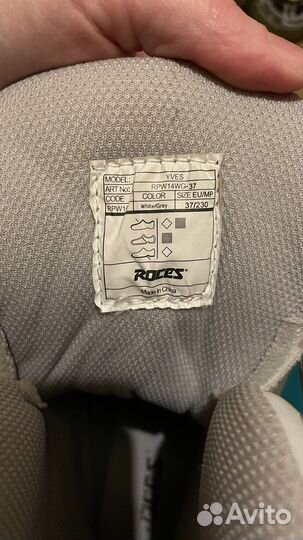 MODEL: YVES
ART No: RPW14WG-37
CODE COLOR SIZE EU/MP
RPW1/ White/Grey 37/230
ROCES
Made in China
Avito